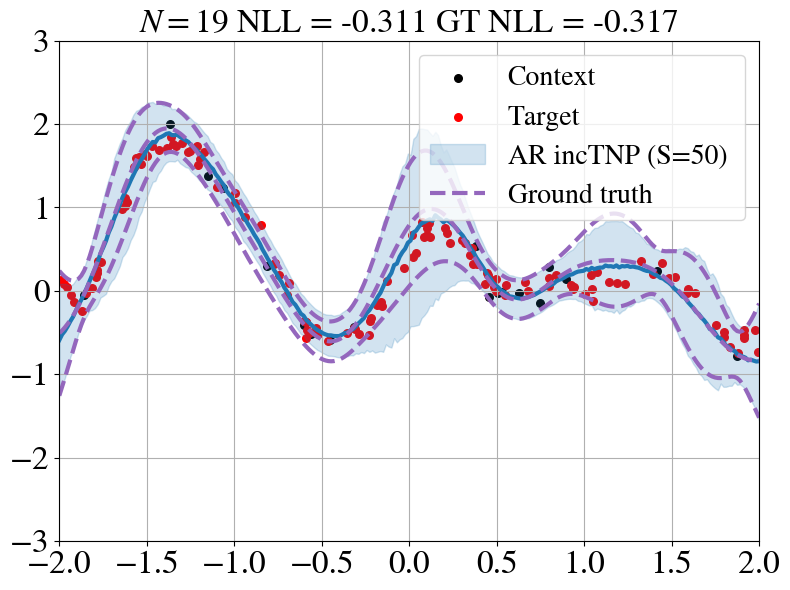 N = 19 NLL = -0.311 GT NLL = -0.317
Context
Target
AR incTNP (S=50)
Ground truth
3
2
1
0
−1
−2
−3
−2.0 −1.5 −1.0 −0.5 0.0 0.5 1.0 1.5 2.0